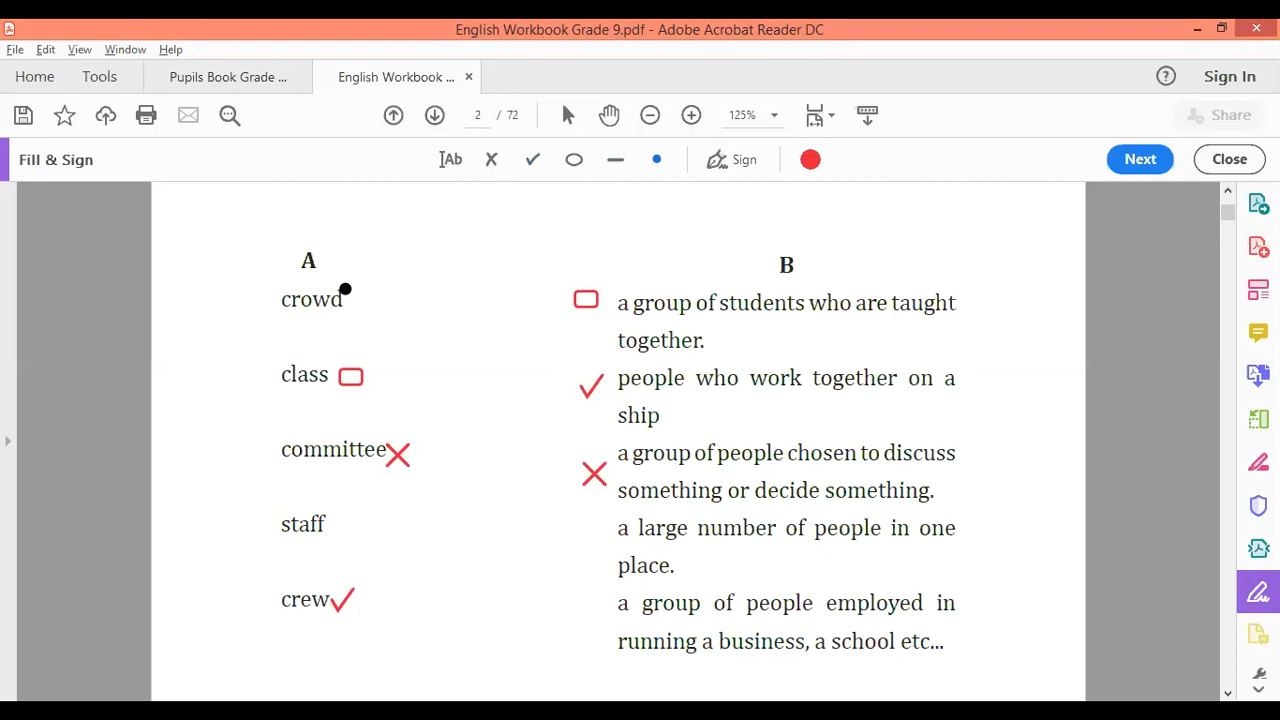 English Workbook Grade 9.pdf - Adobe Acrobat Reader DC
File Edit View Window Help
Home Tools Pupils Book Grade ... English Workbook ... × Sign In
2 / 72 125% Share
Fill & Sign Ab Sign Next Close
A B
crowd a group of students who are taught
together.
class people who work together on a
ship
committee a group of people chosen to discuss
something or decide something.
staff a large number of people in one
place.
crew a group of people employed in
running a business, a school etc...